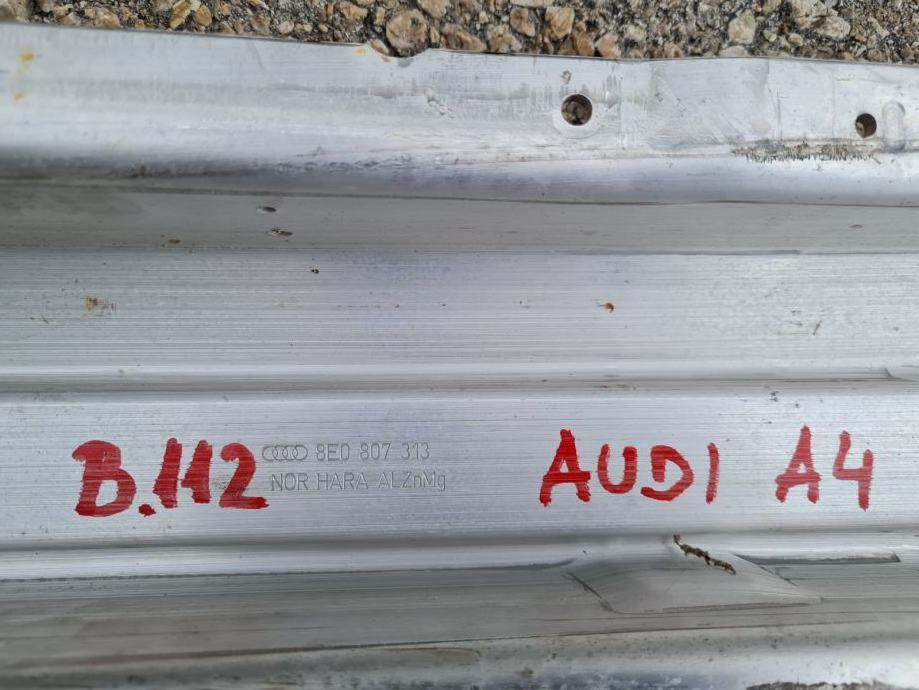 B.112
8E0 807 313
NOR HARA ALZnMg
AUDI A4